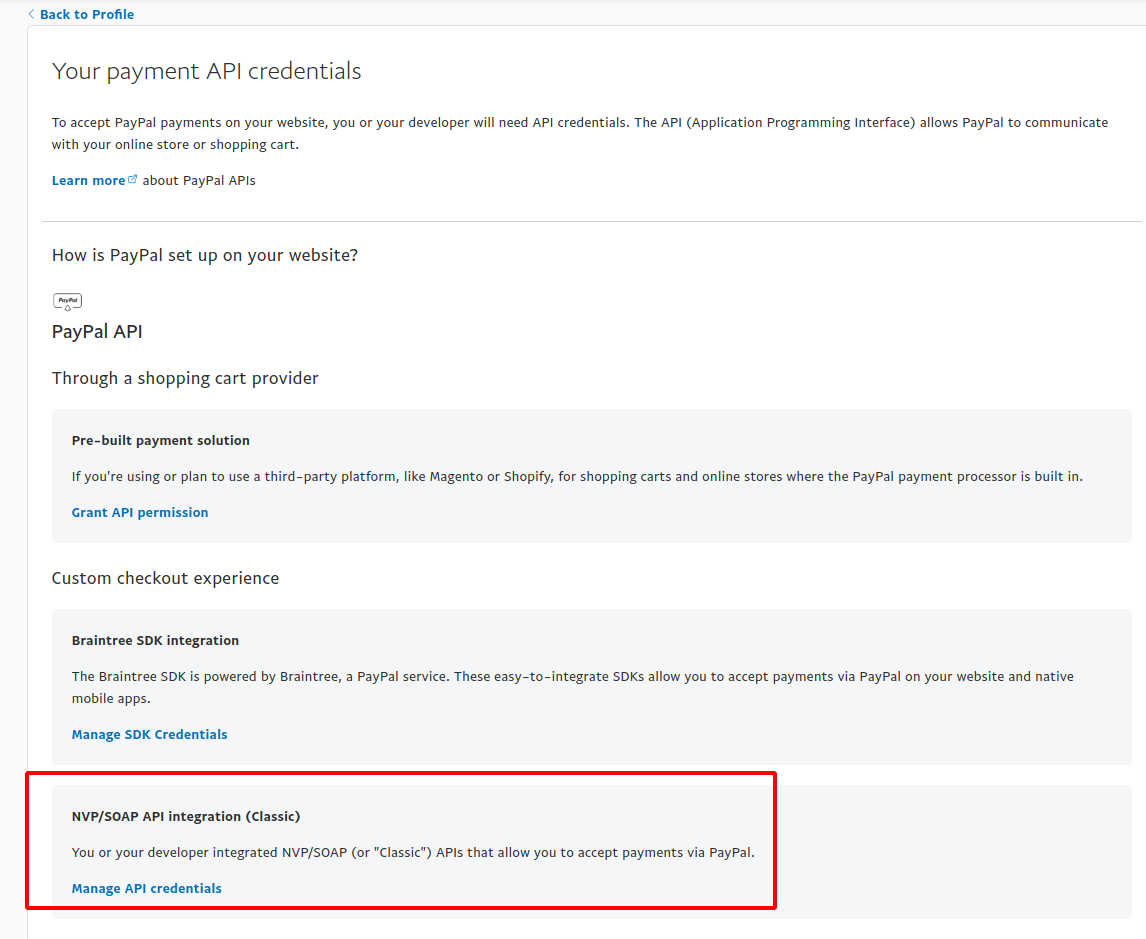 Back to Profile
Your payment API credentials
To accept PayPal payments on your website, you or your developer will need API credentials. The API (Application Programming Interface) allows PayPal to communicate
with your online store or shopping cart.
Learn more about PayPal APIs
How is PayPal set up on your website?
PayPal
PayPal API
Through a shopping cart provider
Pre-built payment solution
If you're using or plan to use a third-party platform, like Magento or Shopify, for shopping carts and online stores where the PayPal payment processor is built in.
Grant API permission
Custom checkout experience
Braintree SDK integration
The Braintree SDK is powered by Braintree, a PayPal service. These easy-to-integrate SDKs allow you to accept payments via PayPal on your website and native
mobile apps.
Manage SDK Credentials
NVP/SOAP API integration (Classic)
You or your developer integrated NVP/SOAP (or "Classic") APIs that allow you to accept payments via PayPal.
Manage API credentials